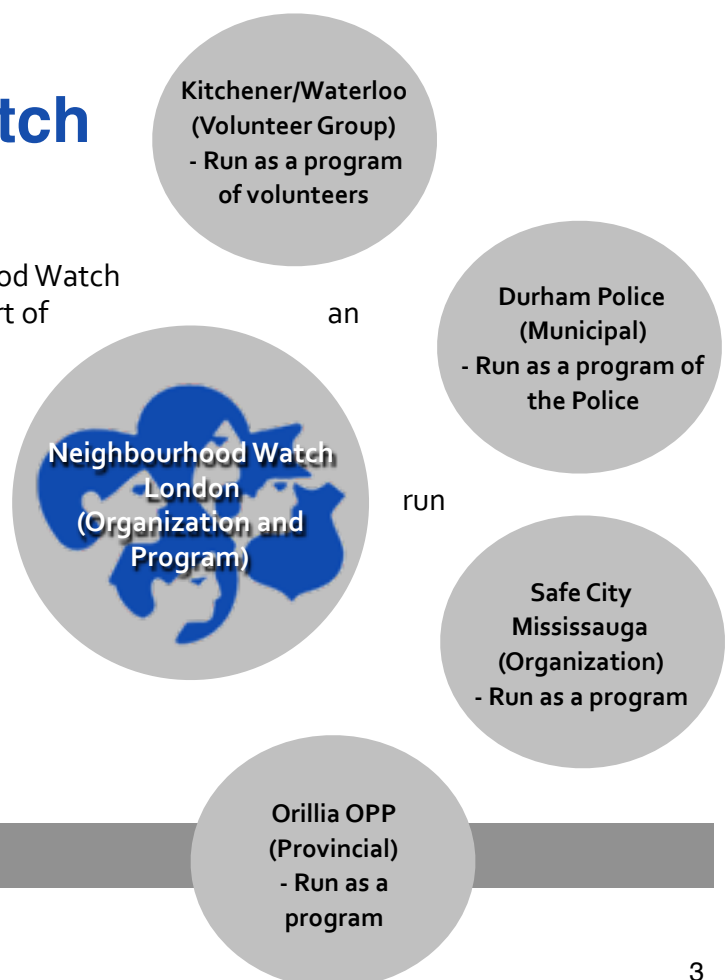 tch
Kitchener/Waterloo
(Volunteer Group)
- Run as a program
of volunteers
od Watch
rt of an
Durham Police
(Municipal)
- Run as a program of
the Police
Neighbourhood Watch
London
(Organization and
Program)
run
Safe City
Mississauga
(Organization)
- Run as a program
Orillia OPP
(Provincial)
- Run as a
program
3